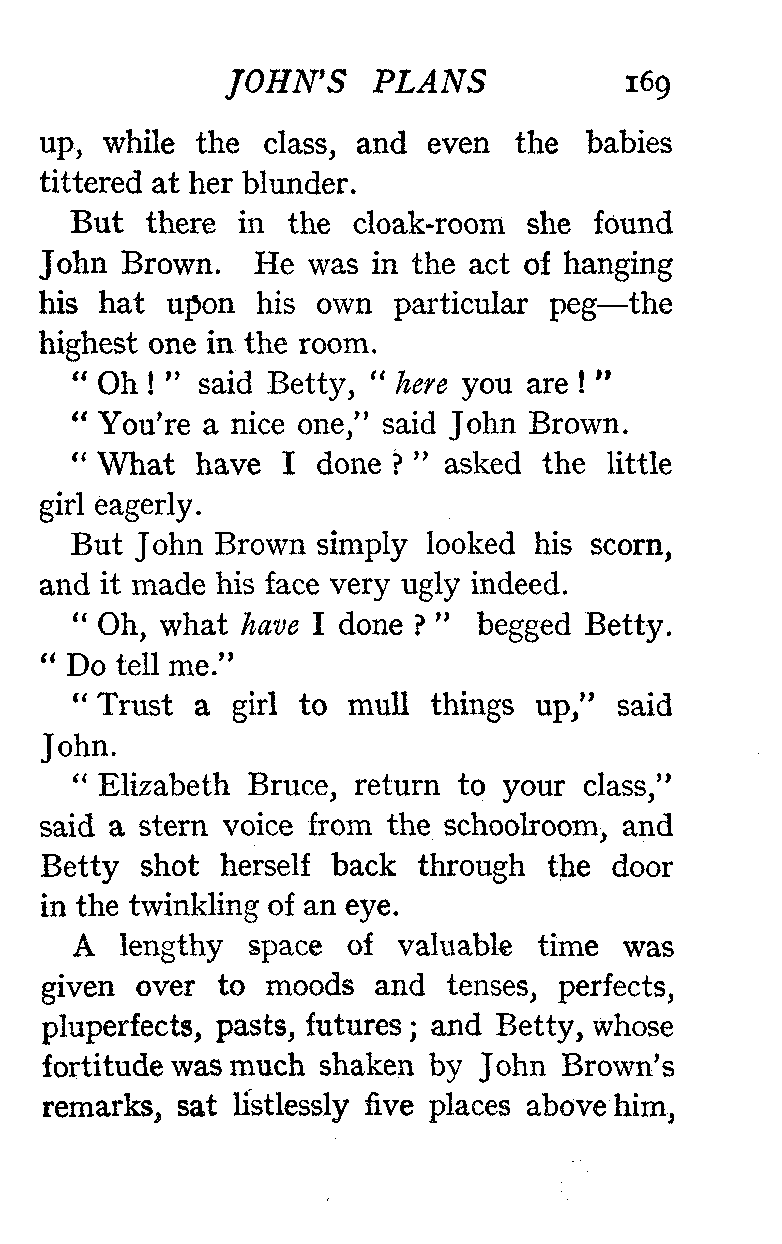 JOHN'S PLANS 169
up, while the class, and even the babies
tittered at her blunder.
But there in the cloak-room she found
John Brown. He was in the act of hanging
his hat upon his own particular peg—the
highest one in the room.
“ Oh ! ” said Betty, “ here you are ! ”
“ You're a nice one,” said John Brown.
“ What have I done ? ” asked the little
girl eagerly.
But John Brown simply looked his scorn,
and it made his face very ugly indeed.
“ Oh, what have I done ? ” begged Betty.
“ Do tell me.”
“ Trust a girl to mull things up,” said
John.
“ Elizabeth Bruce, return to your class,”
said a stern voice from the schoolroom, and
Betty shot herself back through the door
in the twinkling of an eye.
A lengthy space of valuable time was
given over to moods and tenses, perfects,
pluperfects, pasts, futures ; and Betty, whose
fortitude was much shaken by John Brown's
remarks, sat listlessly five places above him,